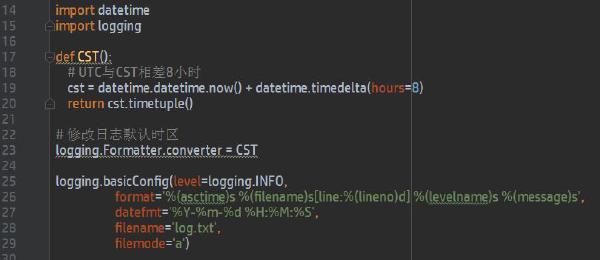 14 import datetime
15 import logging
16
17 def CST():
18 # UTC与CST相差8小时
19 cst = datetime.datetime.now() + datetime.timedelta(hours=8)
20 return cst.timetuple()
21
22 # 修改日志默认时区
23 logging.Formatter.converter = CST
24
25 logging.basicConfig(level=logging.INFO,
26 format='%(asctime)s %(filename)s[line:%(lineno)d] %(levelname)s %(message)s',
27 datefmt='%Y-%m-%d %H:%M:%S',
28 filename='log.txt',
29 filemode='a')
30